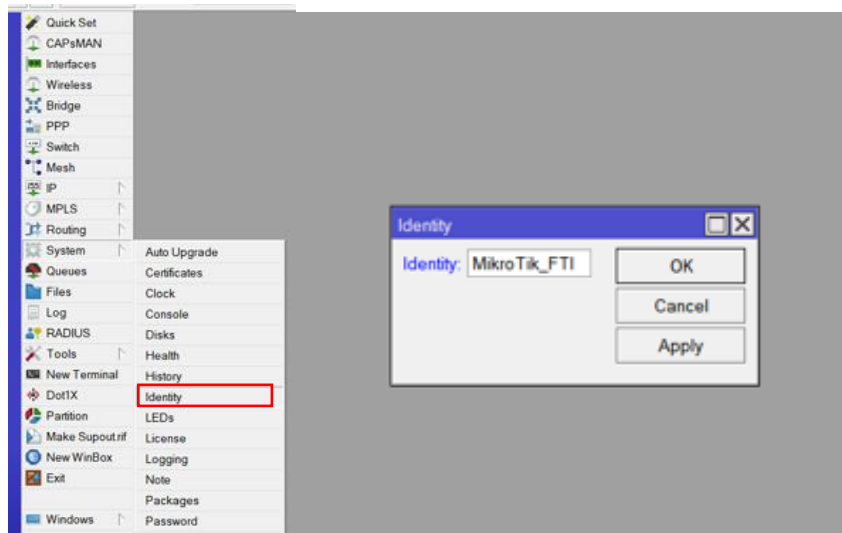 Quick Set
CAPsMAN
Interfaces
Wireless
Bridge
PPP
Switch
Mesh
IP
MPLS
Routing
System
Queues
Files
Log
RADIUS
Tools
New Terminal
Dot1X
Partition
Make Supout.rif
New WinBox
Exit
Windows
Auto Upgrade
Certificates
Clock
Console
Disks
Health
History
Identity
LEDs
License
Logging
Note
Packages
Password
Identity
Identity: MikroTik_FTI
OK
Cancel
Apply